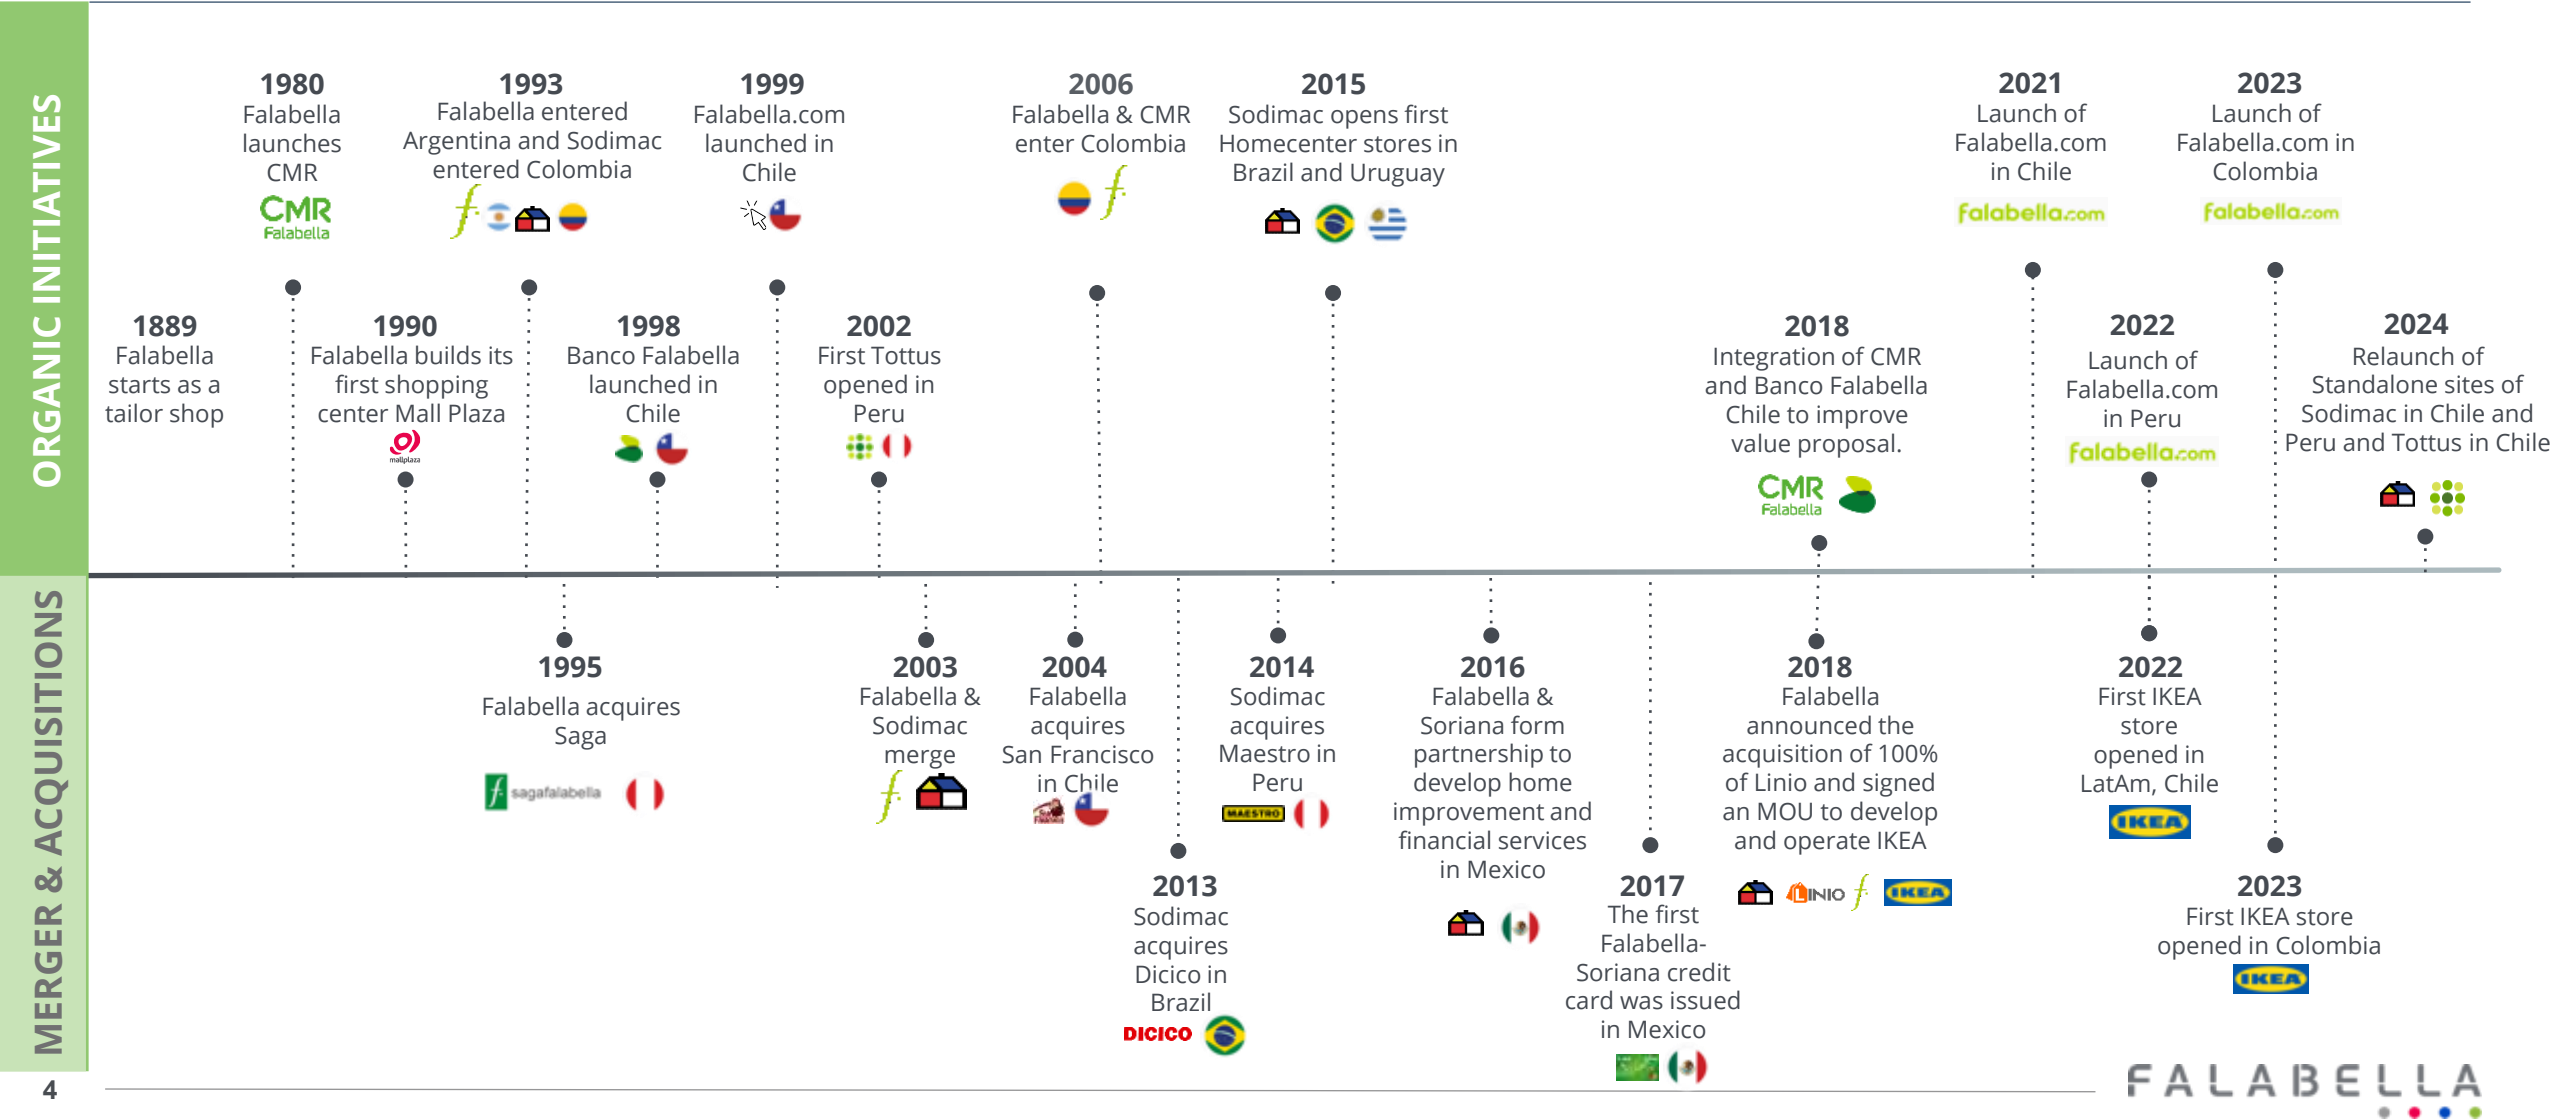 ORGANIC INITIATIVES
1980
Falabella
launches
CMR
CMR
Falabella
1993
Falabella entered
Argentina and Sodimac
entered Colombia
f.
1999
Falabella.com
launched in
Chile
2006
Falabella & CMR
enter Colombia
f.
2015
Sodimac opens first
Homecenter stores in
Brazil and Uruguay
2021
Launch of
Falabella.com
in Chile
falabella.com
2023
Launch of
Falabella.com in
Colombia
falabella.com
1889
Falabella
starts as a
tailor shop
1990
Falabella builds its
first shopping
center Mall Plaza
mallplaza
1998
Banco Falabella
launched in
Chile
2002
First Tottus
opened in
Peru
2018
Integration of CMR
and Banco Falabella
Chile to improve
value proposal.
CMR
Falabella
2022
Launch of
Falabella.com
in Peru
falabella.com
2024
Relaunch of
Standalone sites of
Sodimac in Chile and
Peru and Tottus in Chile
MERGER & ACQUISITIONS
1995
Falabella acquires
Saga
f. sagafalabella
2003
Falabella &
Sodimac
merge
f.
2004
Falabella
acquires
San Francisco
in Chile
2013
Sodimac
acquires
Dicico in
Brazil
DICICO
2014
Sodimac
acquires
Maestro in
Peru
MAESTRO
2016
Falabella &
Soriana form
partnership to
develop home
improvement and
financial services
in Mexico
2017
The first
Falabella-
Soriana credit
card was issued
in Mexico
2018
Falabella
announced the
acquisition of 100%
of Linio and signed
an MOU to develop
and operate IKEA
LINIO f. IKEA
2022
First IKEA
store
opened in
LatAm, Chile
IKEA
2023
First IKEA store
opened in Colombia
IKEA
4
FALABELLA